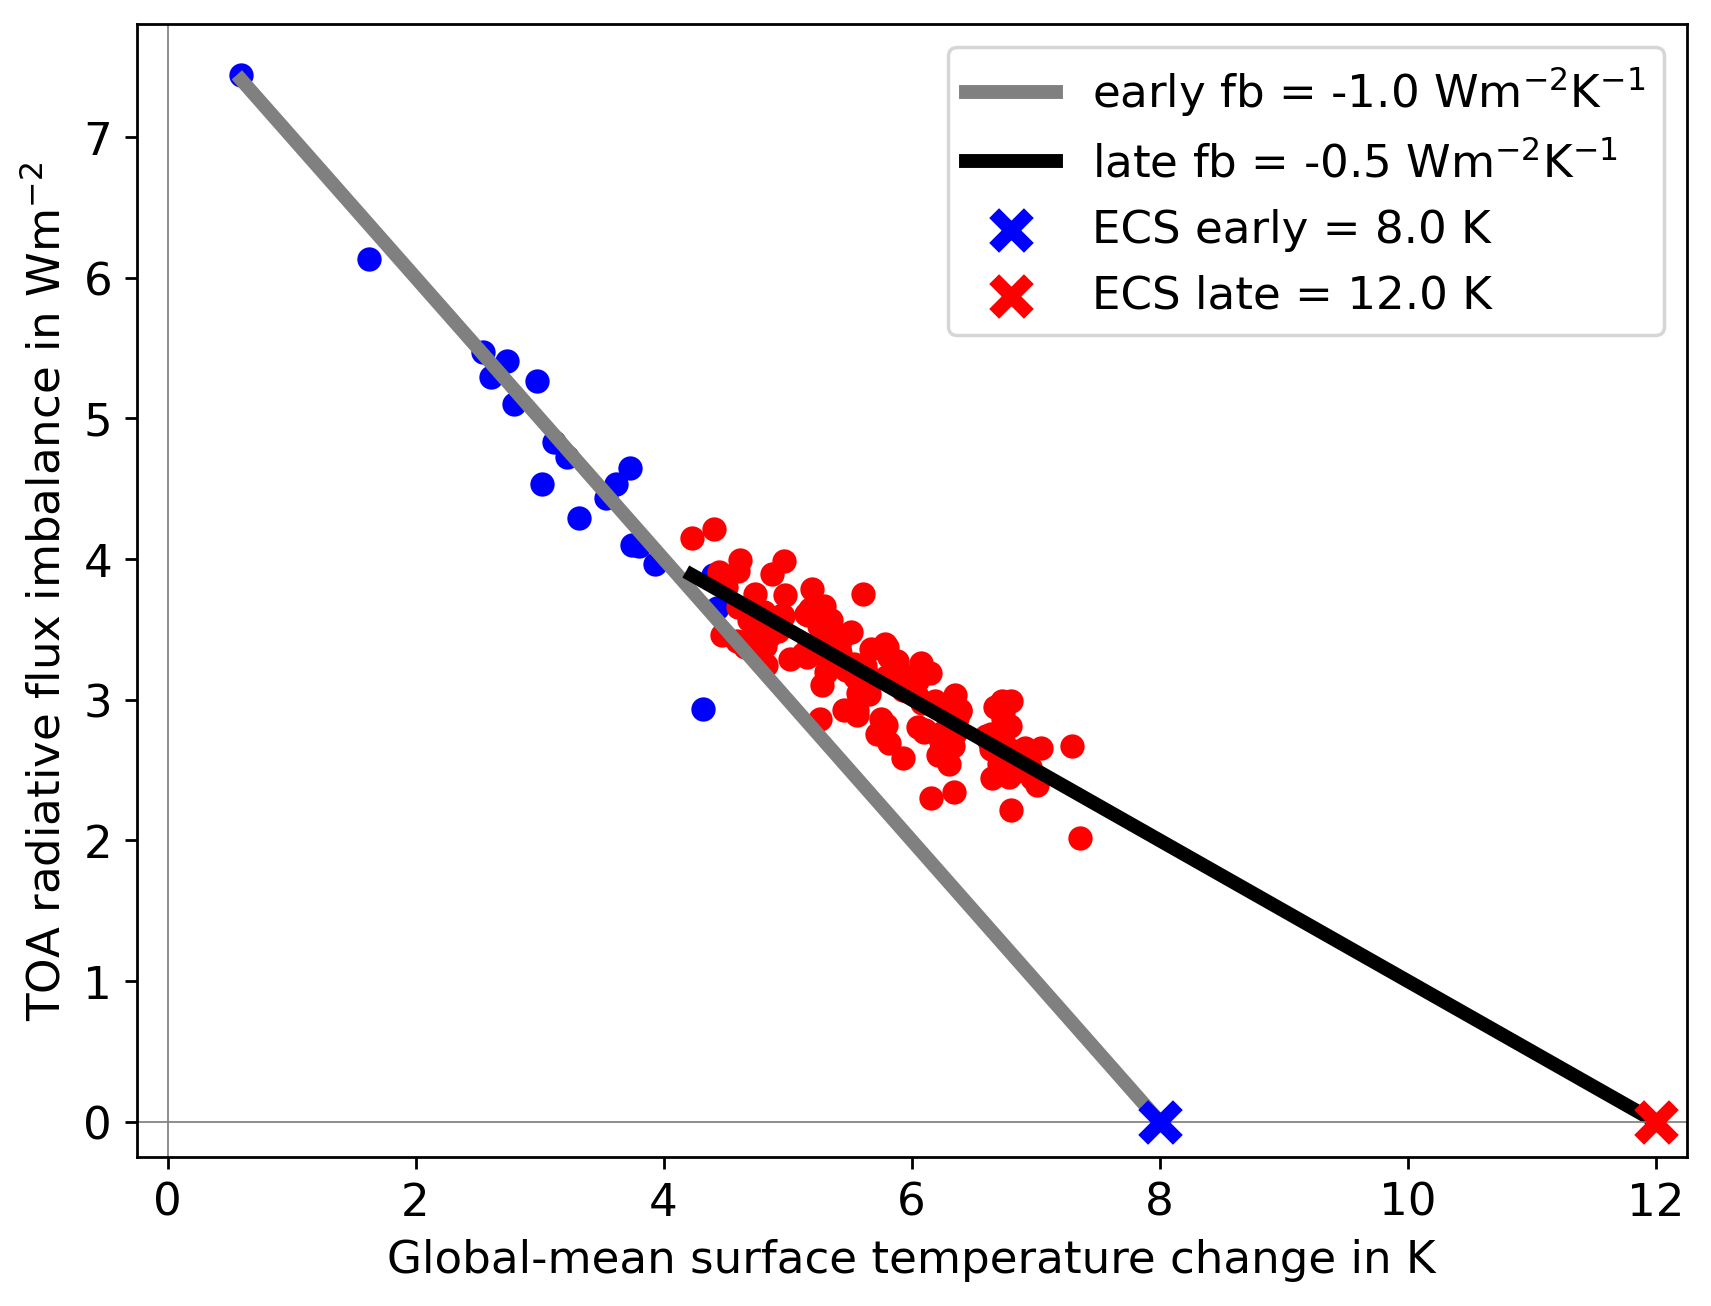 early fb = -1.0 Wm⁻²K⁻¹
late fb = -0.5 Wm⁻²K⁻¹
ECS early = 8.0 K
ECS late = 12.0 K
TOA radiative flux imbalance in Wm⁻²
7
6
5
4
3
2
1
0
0 2 4 6 8 10 12
Global-mean surface temperature change in K